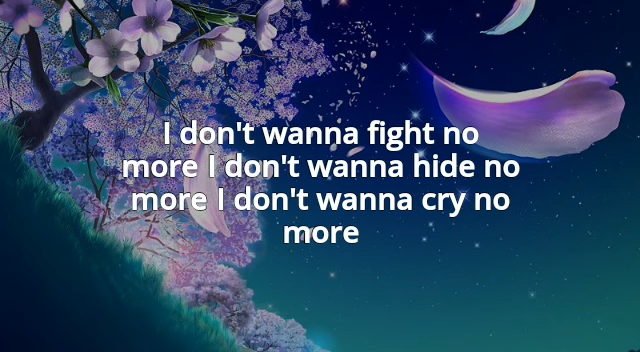 I don't wanna fight no
more I don't wanna hide no
more I don't wanna cry no
more